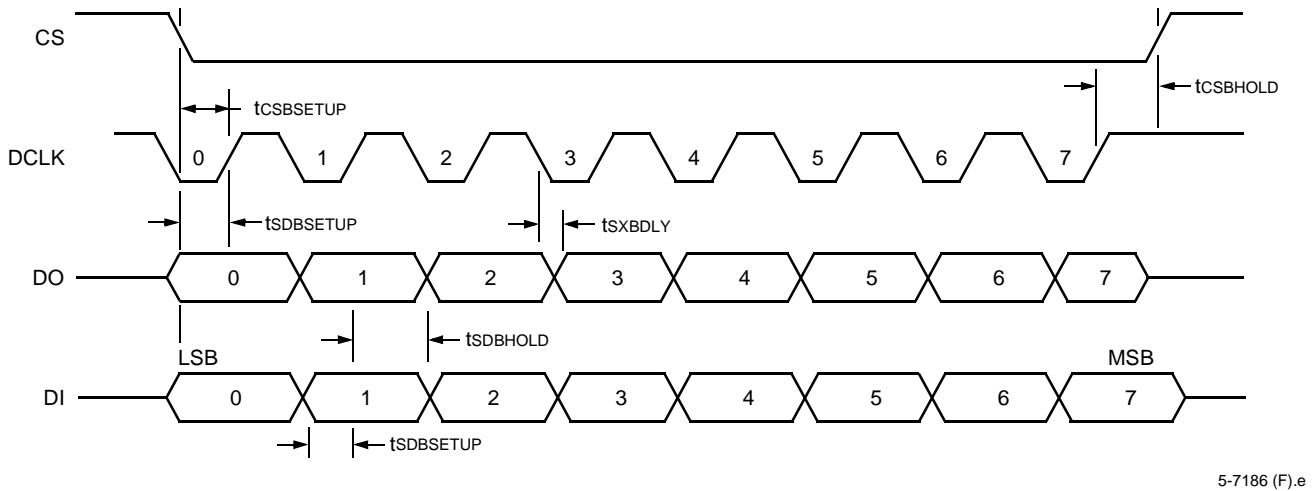 CS
tCSBHOLD
tCSBSETUP
DCLK
0 1 2 3 4 5 6 7
tSDBSETUP
tSXBDLY
DO
0 1 2 3 4 5 6 7
tSDBHOLD
LSB
MSB
DI
0 1 2 3 4 5 6 7
tSDBSETUP
5-7186 (F).e